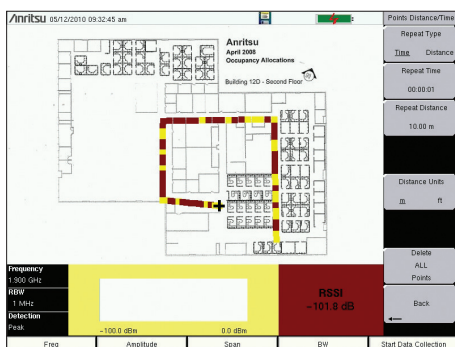 Anritsu 05/12/2010 09:32:45 am
Points Distance/Time
Repeat Type
Time Distance
Repeat Time
00:00:01
Repeat Distance
10.00 m
Distance Units
m ft
Delete
ALL
Points
Back
Anritsu
April 2008
Occupancy Allocations
Building 12D - Second Floor
Frequency
1.900 GHz
RBW
1 MHz
Detection
Peak
-100.0 dBm 0.0 dBm
RSSI
-101.8 dB
Freq Amplitude Span BW Start Data Collection